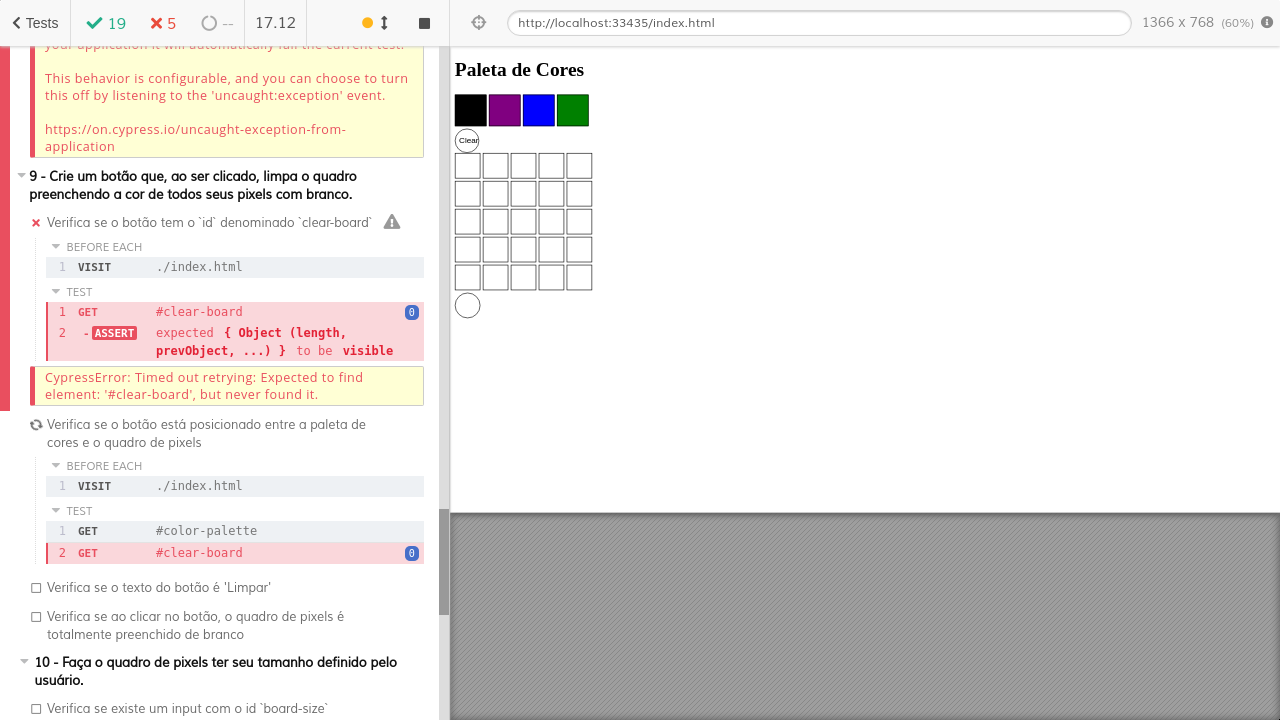 Tests 19 5 -- 17.12
http://localhost:33435/index.html 1366 x 768 (60%)
your application it will automatically fail the current test.
This behavior is configurable, and you can choose to turn
this off by listening to the 'uncaught:exception' event.
https://on.cypress.io/uncaught-exception-from-
application
9 - Crie um botão que, ao ser clicado, limpa o quadro
preenchendo a cor de todos seus pixels com branco.
Verifica se o botão tem o `id` denominado `clear-board`
BEFORE EACH
1 VISIT ./index.html
TEST
1 GET #clear-board 0
2 -ASSERT expected { Object (length,
prevObject, ...) } to be visible
CypressError: Timed out retrying: Expected to find
element: '#clear-board', but never found it.
Verifica se o botão está posicionado entre a paleta de
cores e o quadro de pixels
BEFORE EACH
1 VISIT ./index.html
TEST
1 GET #color-palette
2 GET #clear-board 0
Verifica se o texto do botão é 'Limpar'
Verifica se ao clicar no botão, o quadro de pixels é
totalmente preenchido de branco
10 - Faça o quadro de pixels ter seu tamanho definido pelo
usuário.
Verifica se existe um input com o id `board-size`
Paleta de Cores
Clear